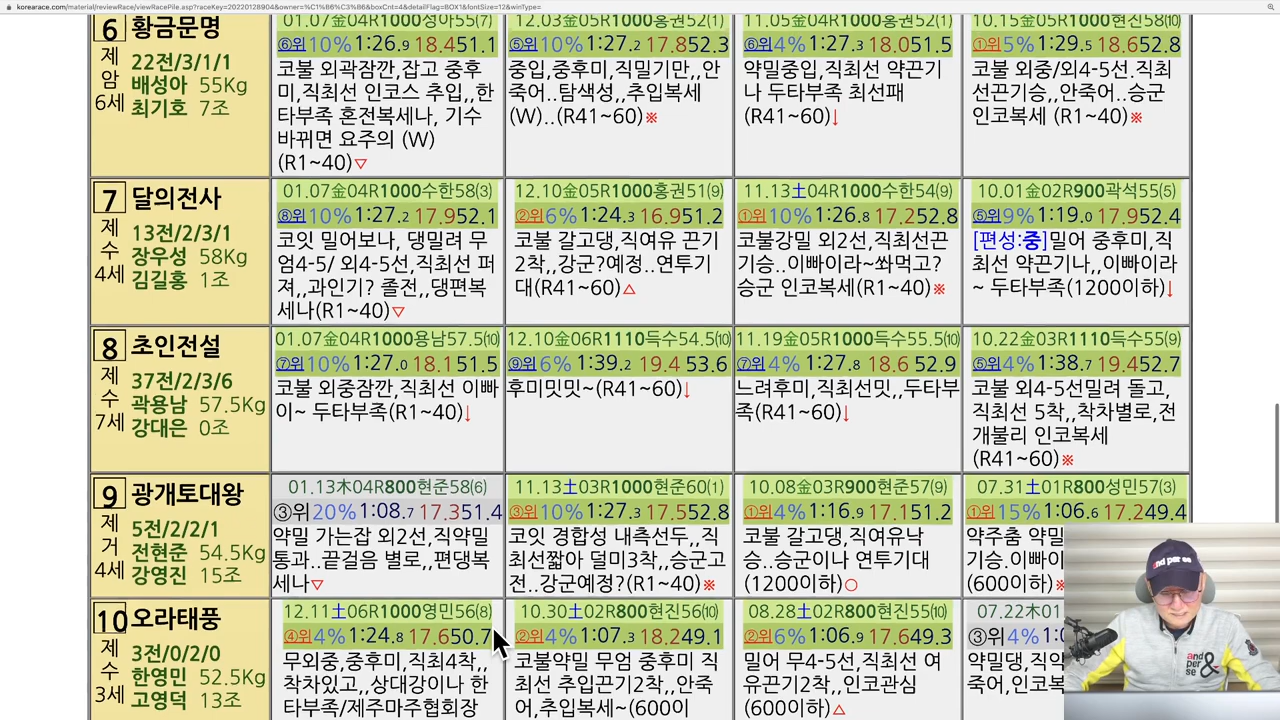 korearace.com/material/reviewRace/viewRacePile.asp?raceKey=20220128904&owner=%C1%B6%C3%B6&boxCnt=4&detailFlag=BOX1&fontSize=12&winType=
6 황금문명
제
암
6세
22전/3/1/1
배성아 55Kg
최기호 7조
01.07金04R1000성아55(7)
⑥위10%1:26.9 18.451.1
코불 외곽잠깐,잡고 중후
미,직최선 인코스 추입,,한
타부족 혼전복세나, 기수
바뀌면 요주의 (W)
(R1~40)▽
12.03金05R1000홍권52(1)
⑤위10%1:27.2 17.852.3
중입,중후미,직밀기만,,안
죽어..탐색성,,추입복세
(W)..(R41~60)※
11.05金06R1000홍권51(1)
⑥위4%1:27.3 18.051.5
약밀중입,직최선 약끈기
나 두타부족 최선패
(R41~60)↓
①위5%1:29.5 18.652.8
코불 외중/외4-5선.직최
선끈기승,,안죽어..승군
인코복세 (R1~40)※
7 달의전사
제
수
4세
13전/2/3/1
장우성 58Kg
김길홍 1조
01.07金04R1000수한58(3)
⑧위10%1:27.2 17.952.1
코잇 밀어보나, 댕밀려 무
엄4-5/ 외4-5선,직최선 퍼
져,,과인기? 졸전,,댕편복
세나(R1~40)▽
12.10金05R1000홍권51(9)
②위6%1:24.3 16.951.2
코불 갈고댕,직여유 끈기
2착,,강군?예정..연투기
대(R41~60)△
11.13土04R1000수한54(9)
①위10%1:26.8 17.252.8
코불강밀 외2선,직최선끈
기승..이빠이라~쏴먹고?
승군 인코복세(R1~40)※
10.01金02R900곽석55(5)
⑥위9%1:19.0 17.952.4
[편성:중]밀어 중후미,직
최선 약끈기나,,이빠이라
~ 두타부족(1200이하)↓
8 초인전설
제
수
7세
37전/2/3/6
곽용남 57.5Kg
강대은 0조
01.07金04R1000용남57.5(10)
⑦위10%1:27.0 18.151.5
코불 외중잠깐,직최선 이빠
이~ 두타부족(R1~40)↓
12.10金06R1110득수54.5(10)
⑨위6%1:39.2 19.4 53.6
후미밋밋~(R41~60)↓
11.19金05R1000득수55.5(10)
⑦위4%1:27.8 18.6 52.9
느려후미,직최선밋,,두타부
족(R41~60)↓
10.22金03R1110득수55(9)
⑤위4%1:38.7 19.452.7
코불 외4-5선밀려 돌고,
직최선 5착,,착차별로,전
개불리 인코복세
(R41~60)※
9 광개토대왕
제
거
4세
5전/2/2/1
전현준 54.5Kg
강영진 15조
01.13木04R800현준58(6)
③위20%1:08.7 17.351.4
약밀 가는잡 외2선,직약밀
통과..끝걸음 별로,,편댕복
세나▽
11.13土03R1000현준60(1)
③위10%1:27.3 17.552.8
코잇 경합성 내측선두,,직
최선짧아 덜미3착,,승군고
전..강군예정?(R1~40)※
10.08金03R900현준57(9)
①위4%1:16.9 17.151.2
코불 갈고댕,직여유낙
승..승군이나 연투기대
(1200이하)○
07.31土01R800성민57(3)
①위15%1:06.6 17.249.4
약주춤 약밀
기승.이빠이
(600이하)※
10 오라태풍
제
수
3세
3전/0/2/0
한영민 52.5Kg
고영덕 13조
12.11土06R1000영민56(8)
④위4%1:24.8 17.650.7
무외중,중후미,직최4착,,
착차있고,,상대강이나 한
타부족/제주마주협회장
10.30土02R800현진56(10)
②위4%1:07.3 18.249.1
코불약밀 무엄 중후미 직
최선 추입끈기2착,,안죽
어,추입복세~(600이
08.28土02R800현진55(10)
②위6%1:06.9 17.649.3
밀어 무4-5선,직최선 여
유끈기2착,,인코관심
(600이하)△
07.22木01
③위4%1:0
약밀댕,직약
죽어,인코복
and per se
and
per
se &